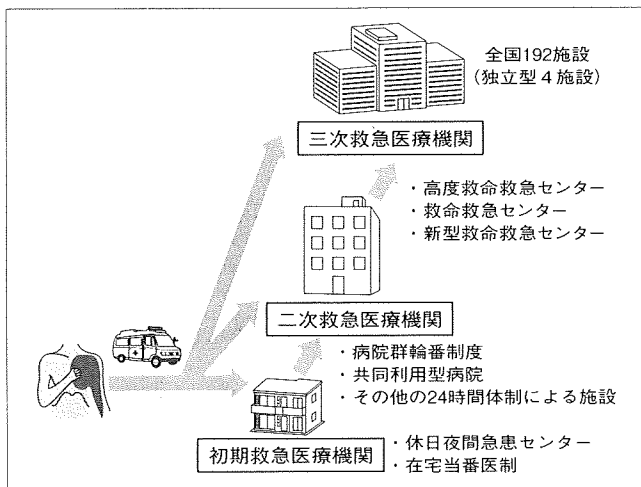 全国192施設
(独立型4施設)
三次救急医療機関
・高度救命救急センター
・救命救急センター
・新型救命救急センター
二次救急医療機関
・病院群輪番制度
・共同利用型病院
・その他の24時間体制による施設
初期救急医療機関
・休日夜間急患センター
・在宅当番医制